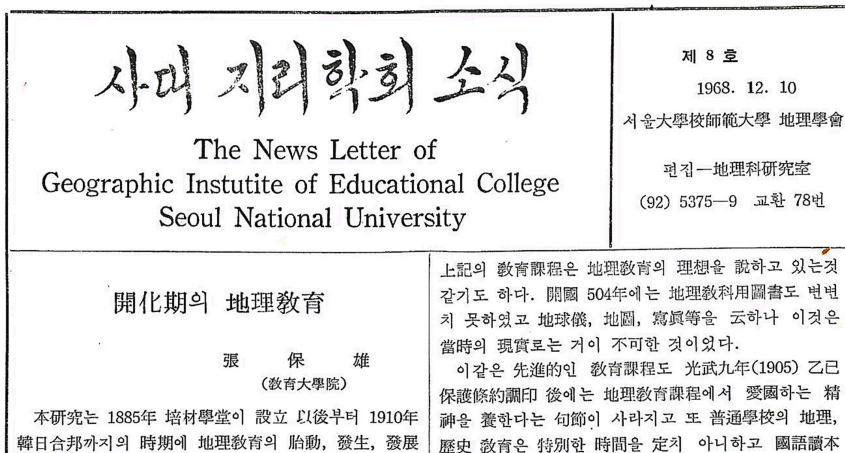 사대 지리학회 소식
The News Letter of
Geographic Instutite of Educational College
Seoul National University
제 8 호
1968. 12. 10
서울大學校師範大學 地理學會
편집—地理科硏究室
(92) 5375—9 교환 78번
開化期의 地理敎育
張 保 雄
(敎育大學院)
本硏究는 1885年 培材學堂이 設立 以後부터 1910年
韓日合邦까지의 時期에 地理敎育의 胎動, 發生, 發展
上記의 敎育課程은 地理敎育의 理想을 說하고 있는것
같기도 하다. 開國 504年에는 地理敎科用圖書도 변변
치 못하였고 地球儀, 地圖, 寫眞等을 云하나 이것은
當時의 現實로는 거이 不可한 것이었다.
이같은 先進的인 敎育課程도 光武九年(1905) 乙巳
保護條約調印 後에는 地理敎育課程에서 愛國하는 精
神을 養한다는 句節이 사라지고 또 普通學校의 地理,
歷史 敎育은 特別한 時間을 定치 아니하고 國語讀本